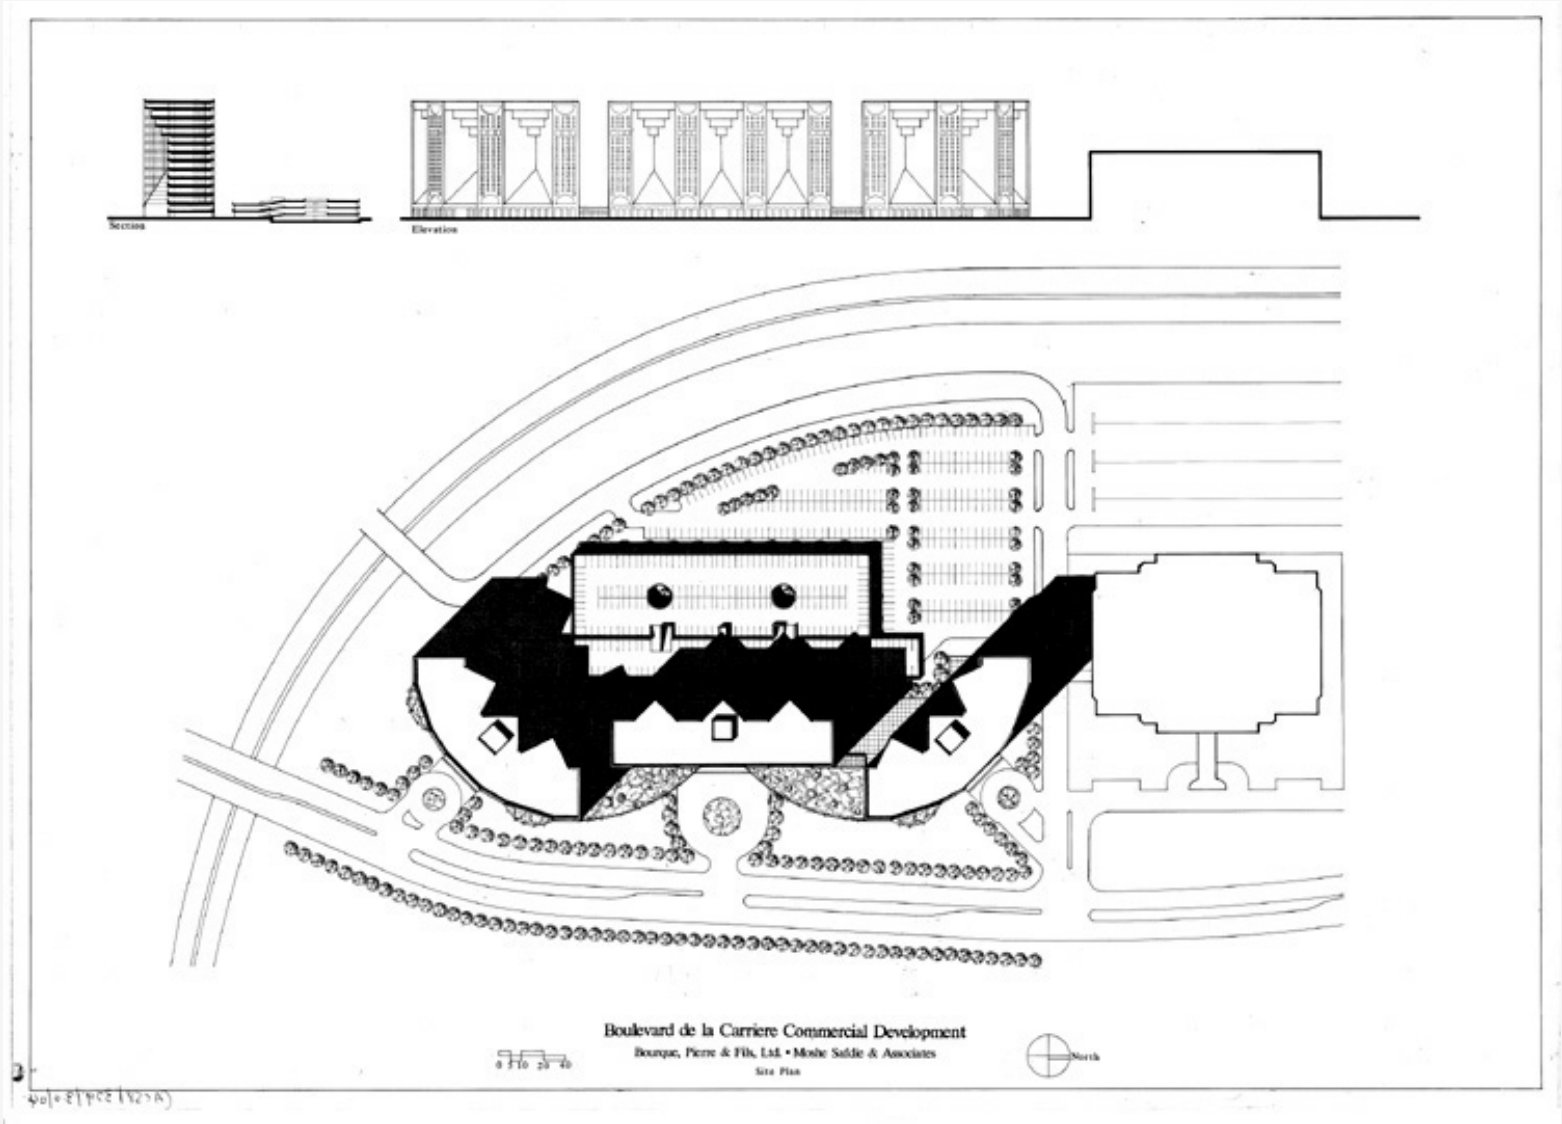 Section
Elevation
Boulevard de la Carriere Commercial Development
Bourque, Pierre & Fils, Ltd. • Moshe Safdie & Associates
Site Plan
0 5 10 20 40
North